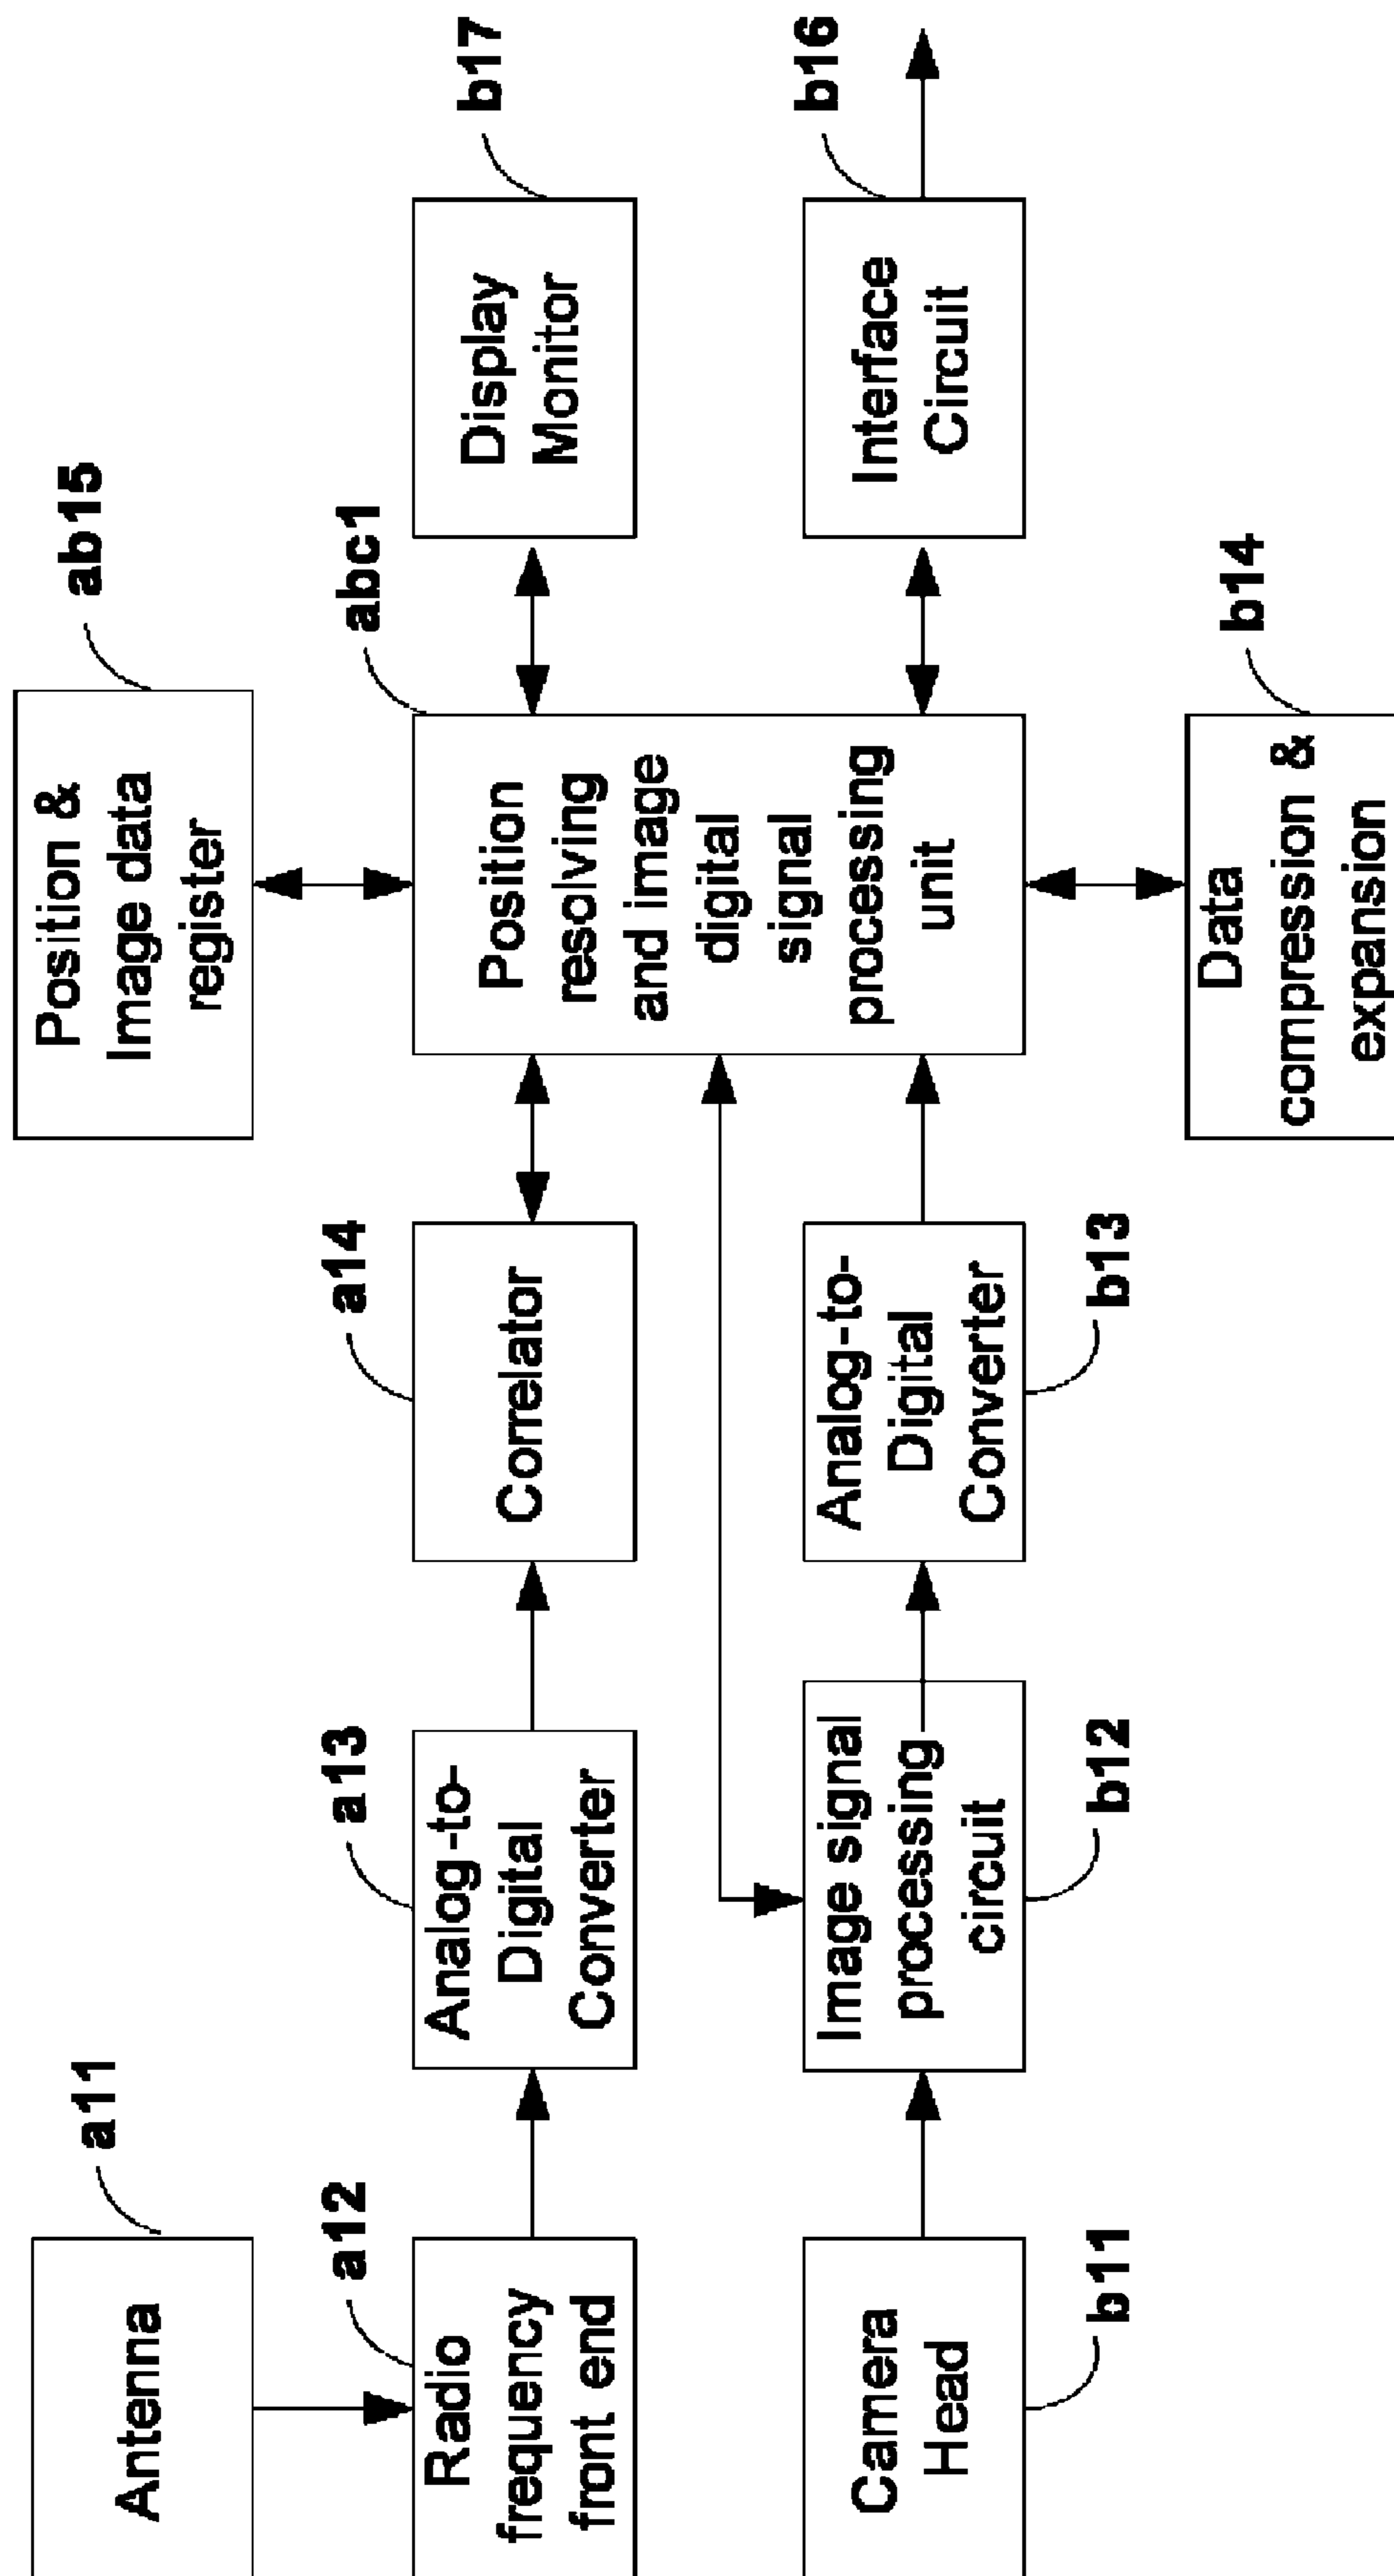 Antenna
a11
Position &
Image data
register
ab15
Radio
frequency
front end
a12
Analog-to-
Digital
Converter
a13
Correlator
a14
Position
resolving
and image
digital
signal
processing
unit
abc1
Display
Monitor
b17
Camera
Head
b11
Image signal
processing
circuit
b12
Analog-to-
Digital
Converter
b13
Interface
Circuit
b16
Data
compression &
expansion
b14